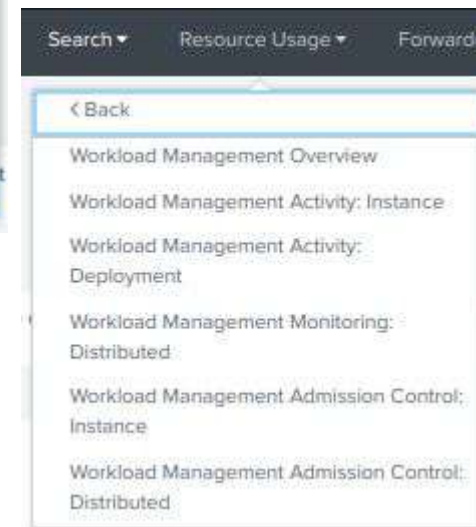 Search ▾ Resource Usage ▾ Forward
< Back
Workload Management Overview
Workload Management Activity: Instance
Workload Management Activity:
Deployment
Workload Management Monitoring:
Distributed
Workload Management Admission Control:
Instance
Workload Management Admission Control:
Distributed